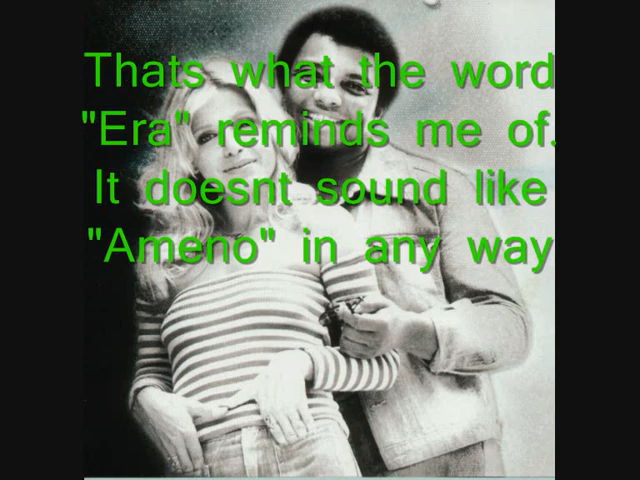 Thats what the word
"Era" reminds me of.
It doesnt sound like
"Ameno" in any way